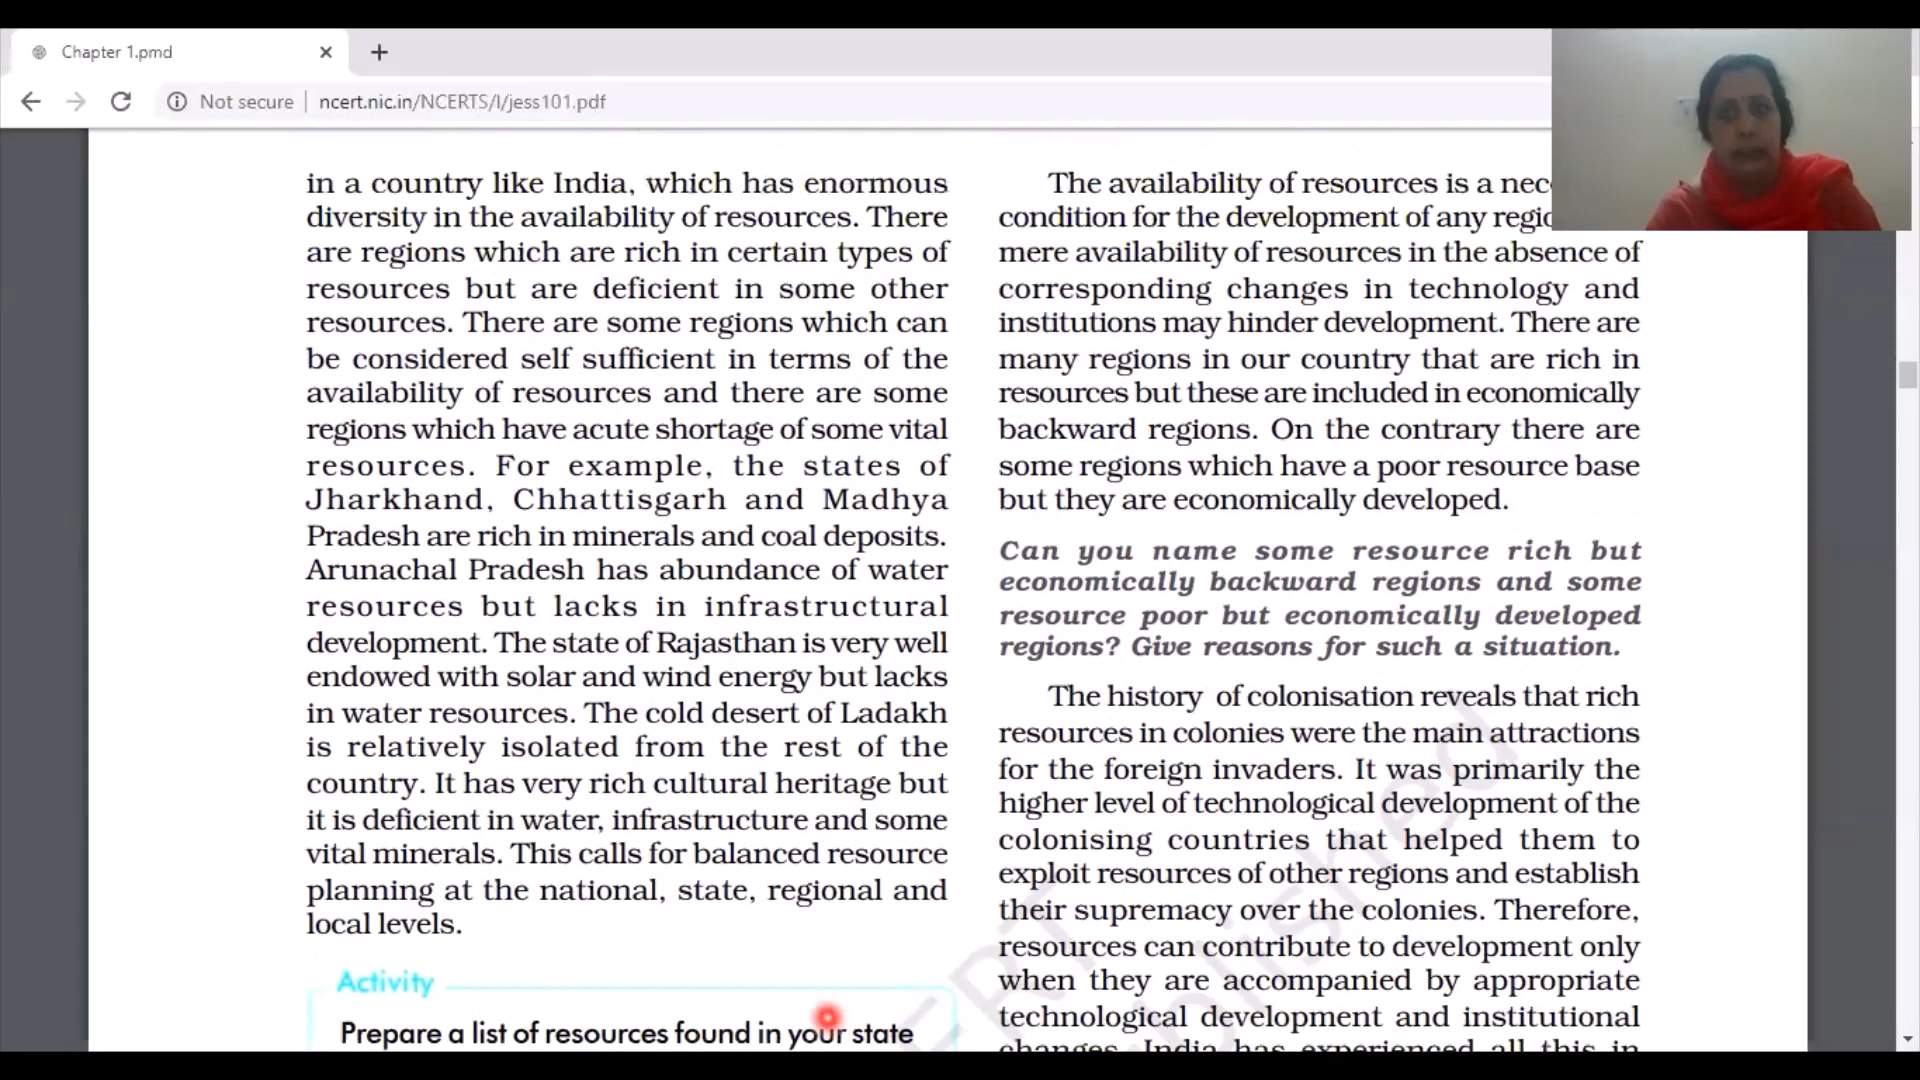 Chapter 1.pmd
Not secure
ncert.nic.in/NCERTS/l/jess101.pdf
in a country like India, which has enormous
diversity in the availability of resources. There
are regions which are rich in certain types of
resources but are deficient in some other
resources. There are some regions which can
be considered self sufficient in terms of the
availability of resources and there are some
regions which have acute shortage of some vital
resources. For example, the states of
Jharkhand, Chhattisgarh and Madhya
Pradesh are rich in minerals and coal deposits.
Arunachal Pradesh has abundance of water
resources but lacks in infrastructural
development. The state of Rajasthan is very well
endowed with solar and wind energy but lacks
in water resources. The cold desert of Ladakh
is relatively isolated from the rest of the
country. It has very rich cultural heritage but
it is deficient in water, infrastructure and some
vital minerals. This calls for balanced resource
planning at the national, state, regional and
local levels.
Activity
Prepare a list of resources found in your state
The availability of resources is a
condition for the development of any
mere availability of resources in the absence of
corresponding changes in technology and
institutions may hinder development. There are
many regions in our country that are rich in
resources but these are included in economically
backward regions. On the contrary there are
some regions which have a poor resource base
but they are economically developed.
Can you name some resource rich but
economically backward regions and some
resource poor but economically developed
regions? Give reasons for such a situation.
The history of colonisation reveals that rich
resources in colonies were the main attractions
for the foreign invaders. It was primarily the
higher level of technological development of the
colonising countries that helped them to
exploit resources of other regions and establish
their supremacy over the colonies. Therefore,
resources can contribute to development only
when they are accompanied by appropriate
technological development and institutional
changes. India has experienced all this in